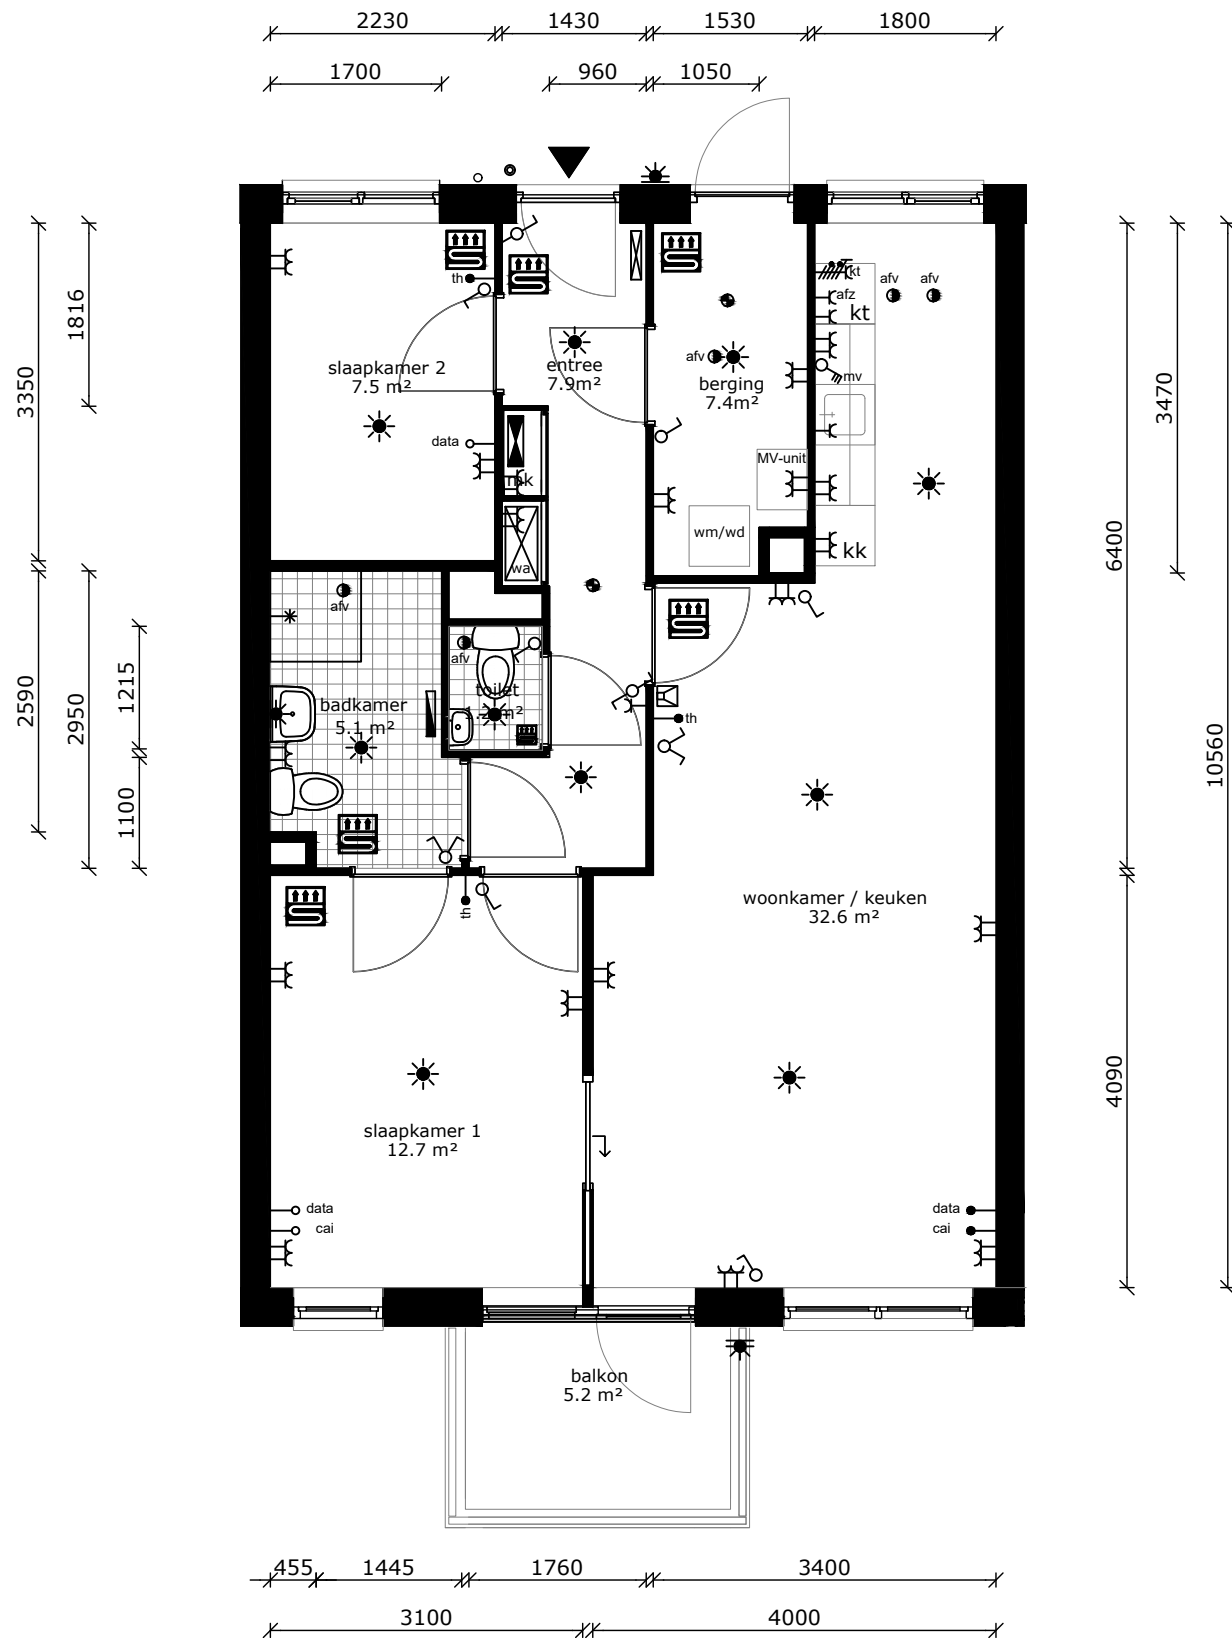 2230
1430
1530
1800
1700
960
1050
3350
1816
3470
6400
10560
2590
2950
1215
1100
4090
th
kt
afv
afv
afz
kt
afv
mv
slaapkamer 2
7.5 m²
entree
7.9m²
berging
7.4m²
data
MV-unit
mk
wm/wd
kk
wa
afv
afv
toilet
badkamer
5.1 m²
th
th
woonkamer / keuken
32.6 m²
slaapkamer 1
12.7 m²
data
cai
data
cai
balkon
5.2 m²
455
1445
1760
3400
3100
4000